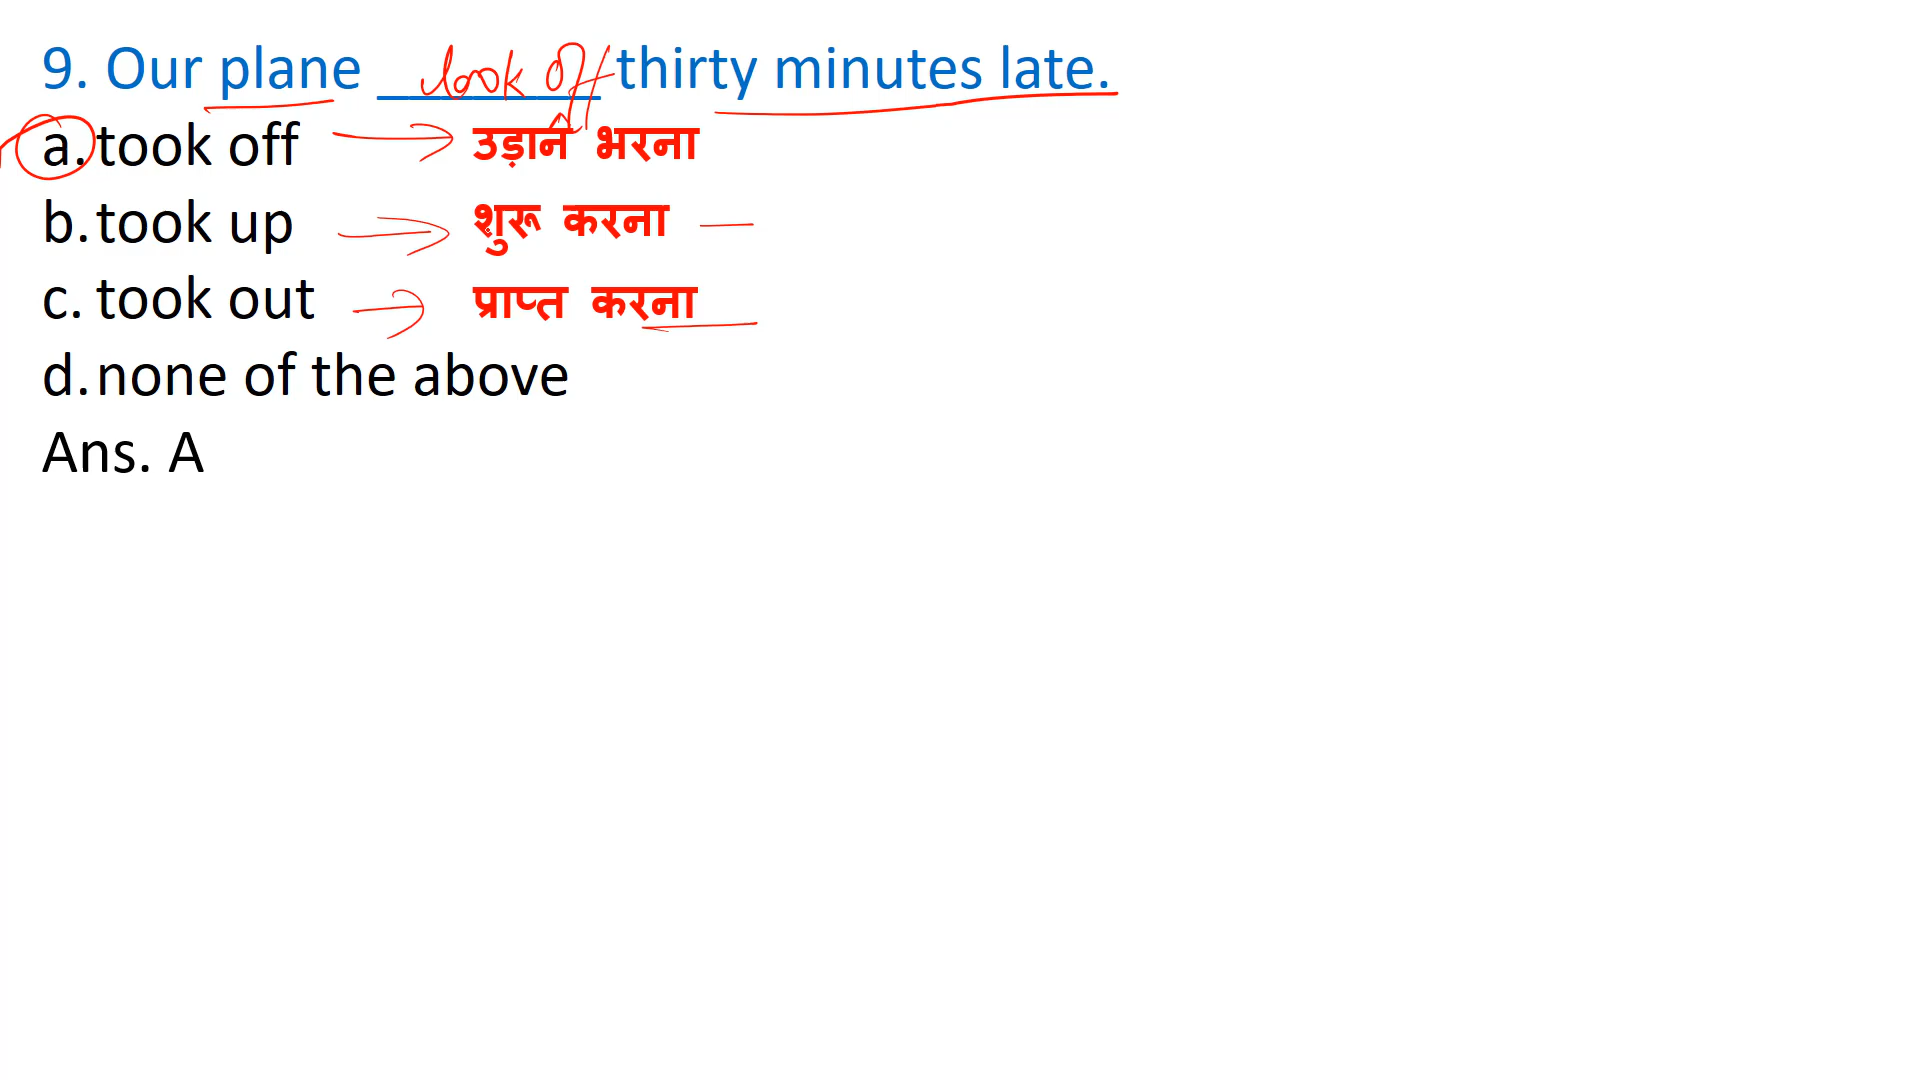 9. Our plane took off thirty minutes late.
a. took off उड़ान भरना
b. took up शुरू करना
c. took out प्राप्त करना
d. none of the above
Ans. A